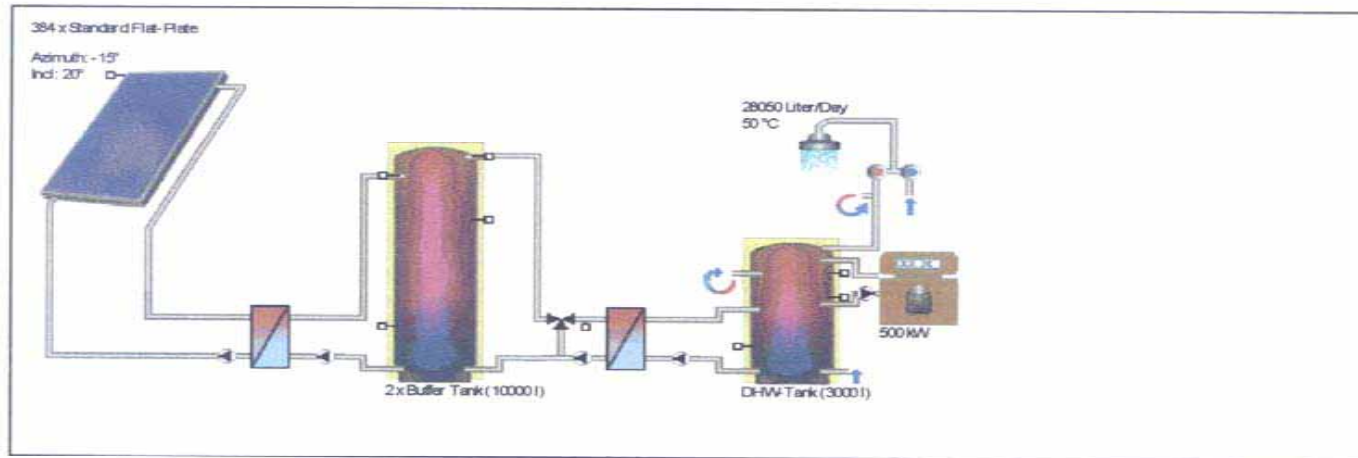 384 x Standard Flat-Plate
Azimuth: -15°
Incl: 20°
28050 Liter/Day
50 °C
500 kW
2 x Buffer Tank (10000 l)
DHW-Tank (3000 l)